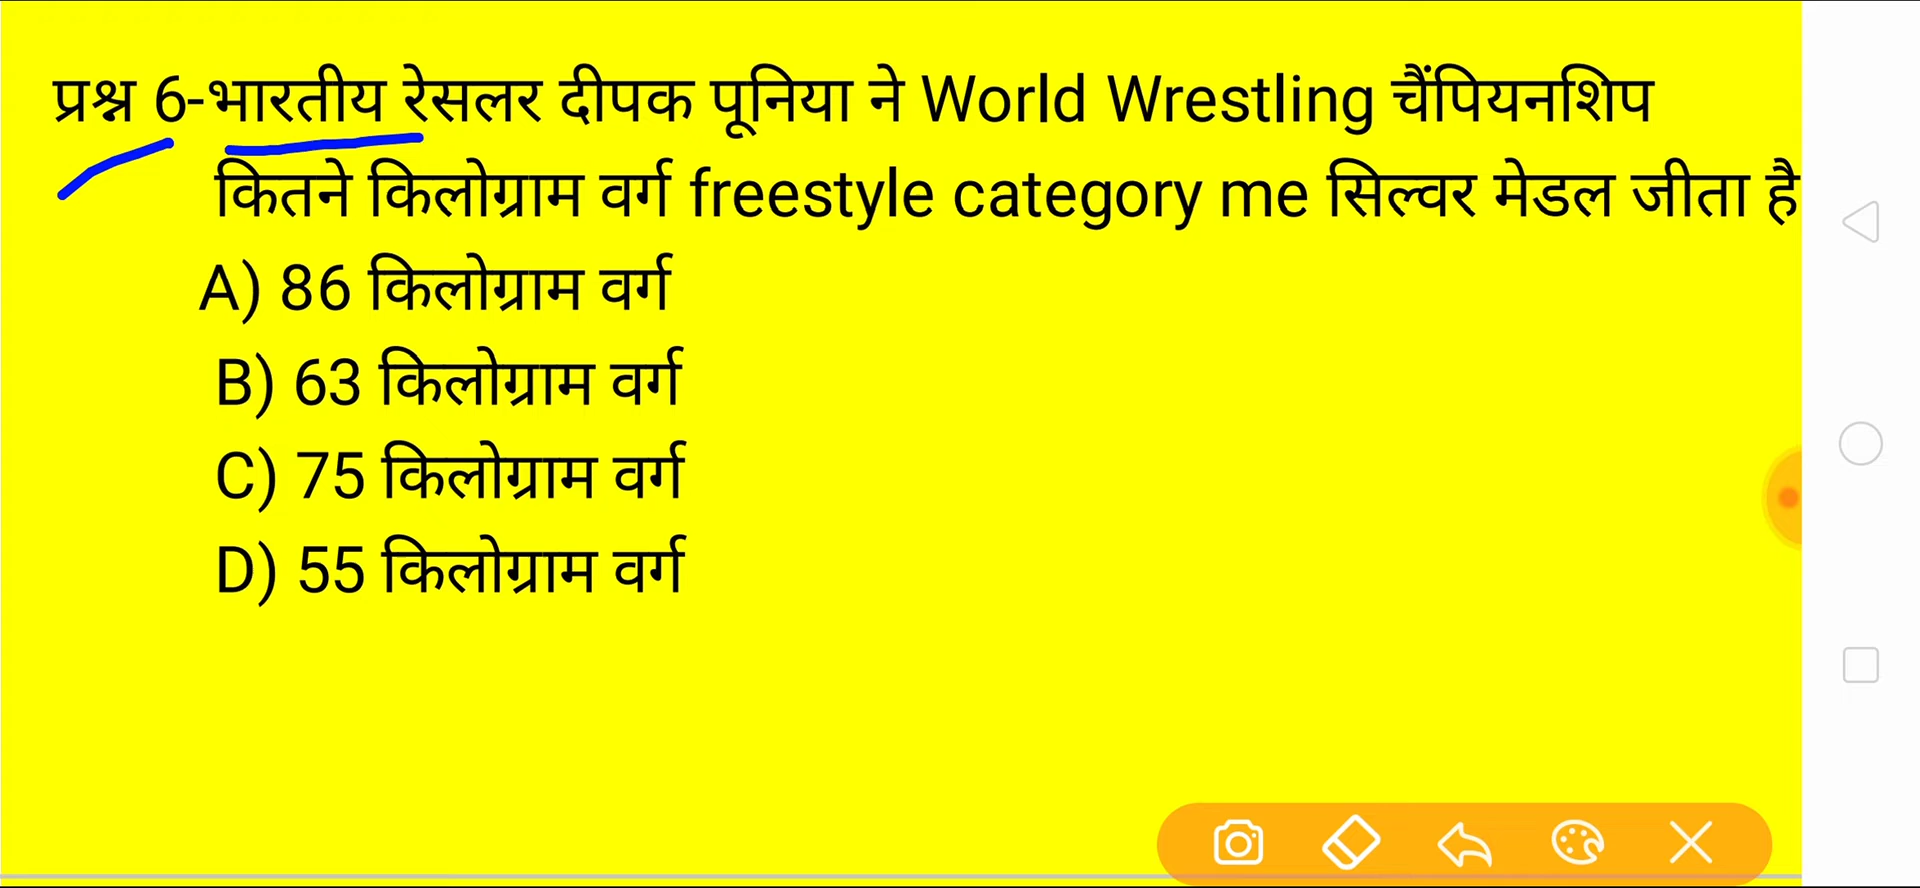 प्रश्न 6-भारतीय रेसलर दीपक पूनिया ने World Wrestling चैंपियनशिप
कितने किलोग्राम वर्ग freestyle category me सिल्वर मेडल जीता है
A) 86 किलोग्राम वर्ग
B) 63 किलोग्राम वर्ग
C) 75 किलोग्राम वर्ग
D) 55 किलोग्राम वर्ग